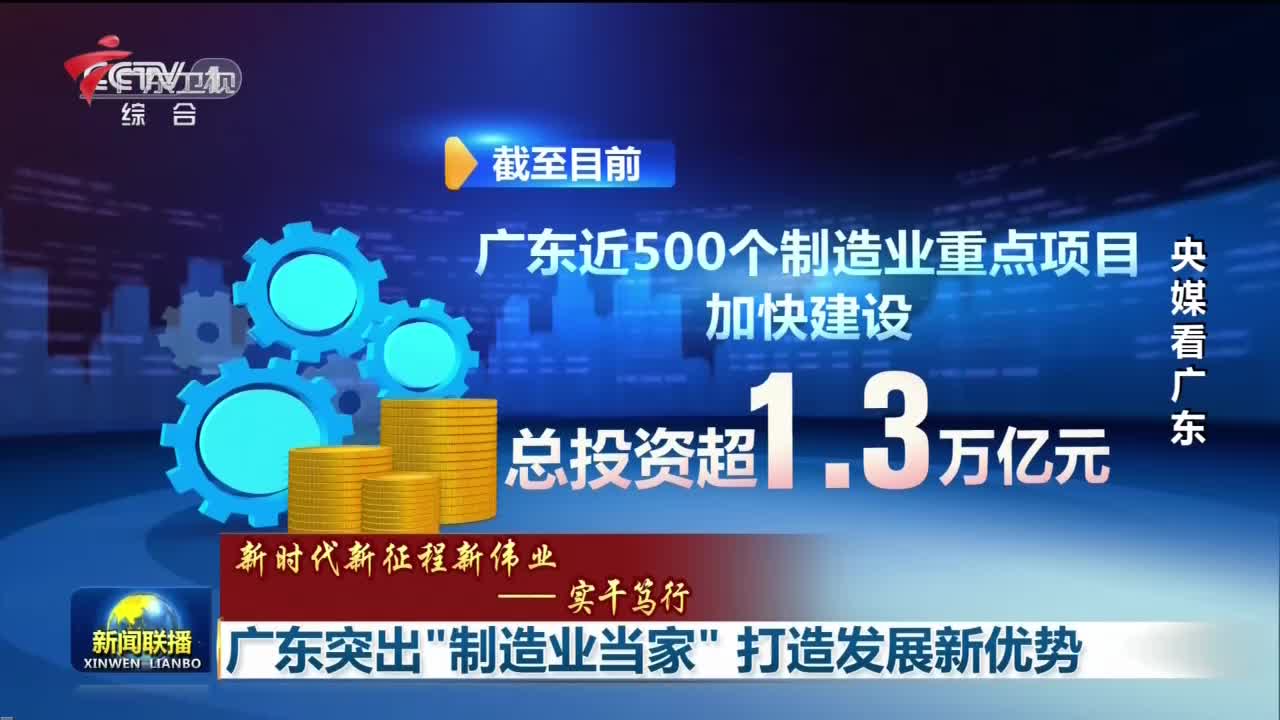 CCTV 1
广东卫视
综合
截至目前
广东近500个制造业重点项目
加快建设
总投资超1.3万亿元
央媒看广东
新时代新征程新伟业
——实干笃行
新闻联播
XINWEN LIANBO
广东突出"制造业当家" 打造发展新优势